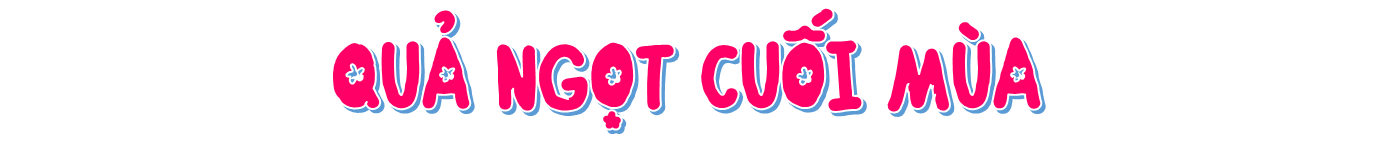 QUẢ NGỌT CUỐI MÙA